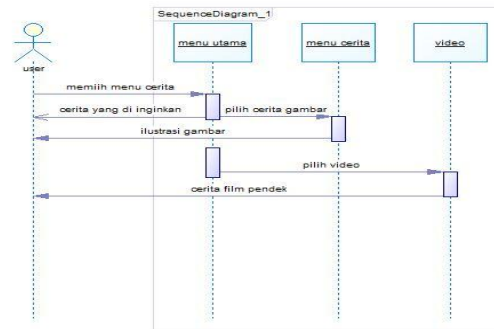 SequenceDiagram_1
menu utama
menu cerita
video
user
memiih menu cerita
cerita yang di inginkan
pilih cerita gambar
ilustrasi gambar
pilih video
cerita film pendek